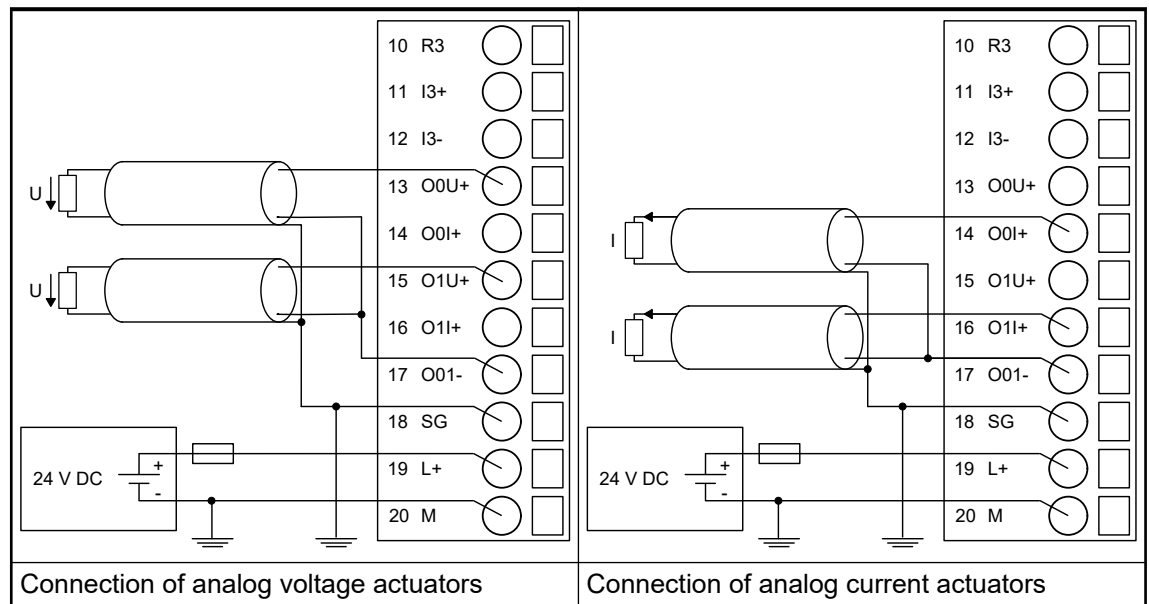 10 R3
11 I3+
12 I3-
13 O0U+
14 O0I+
15 O1U+
16 O1I+
17 O01-
18 SG
19 L+
20 M
U
U
24 V DC
+
-
Connection of analog voltage actuators
10 R3
11 I3+
12 I3-
13 O0U+
14 O0I+
15 O1U+
16 O1I+
17 O01-
18 SG
19 L+
20 M
I
I
24 V DC
+
-
Connection of analog current actuators